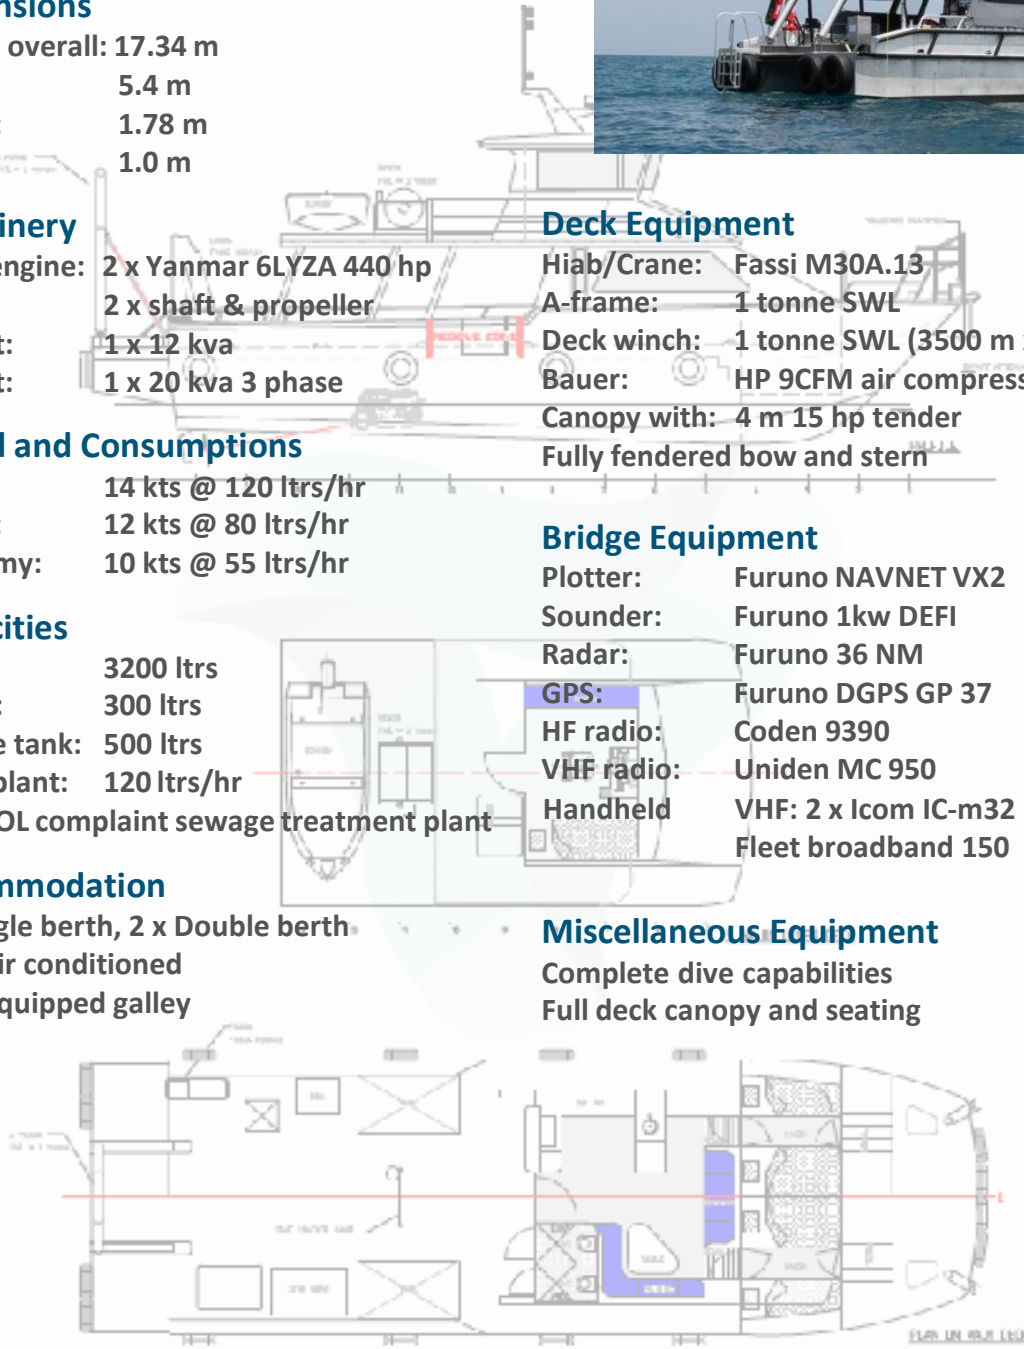 nsions
overall: 17.34 m
5.4 m
: 1.78 m
1.0 m
inery
engine: 2 x Yanmar 6LYZA 440 hp
2 x shaft & propeller
t: 1 x 12 kva
t: 1 x 20 kva 3 phase
d and Consumptions
14 kts @ 120 ltrs/hr
: 12 kts @ 80 ltrs/hr
my: 10 kts @ 55 ltrs/hr
cities
3200 ltrs
: 300 ltrs
e tank: 500 ltrs
plant: 120 ltrs/hr
OL complaint sewage treatment plant
mmodation
gle berth, 2 x Double berth
ir conditioned
quipped galley
Deck Equipment
Hiab/Crane: Fassi M30A.13
A-frame: 1 tonne SWL
Deck winch: 1 tonne SWL (3500 m x
Bauer: HP 9CFM air compress
Canopy with: 4 m 15 hp tender
Fully fendered bow and stern
Bridge Equipment
Plotter: Furuno NAVNET VX2
Sounder: Furuno 1kw DEFI
Radar: Furuno 36 NM
GPS: Furuno DGPS GP 37
HF radio: Coden 9390
VHF radio: Uniden MC 950
Handheld VHF: 2 x Icom IC-m32
Fleet broadband 150
Miscellaneous Equipment
Complete dive capabilities
Full deck canopy and seating